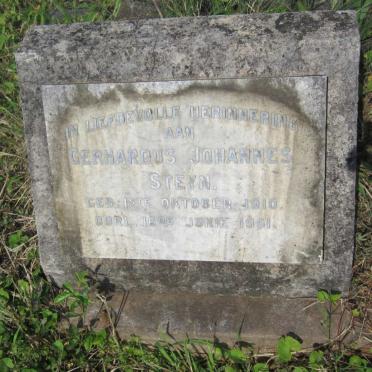 IN LIEFDEVOLLE HERINNERING
AAN
GERHARDUS JOHANNES
STEYN.
GEB. OKTOBER 1910
OORL. JUNIE 1961.